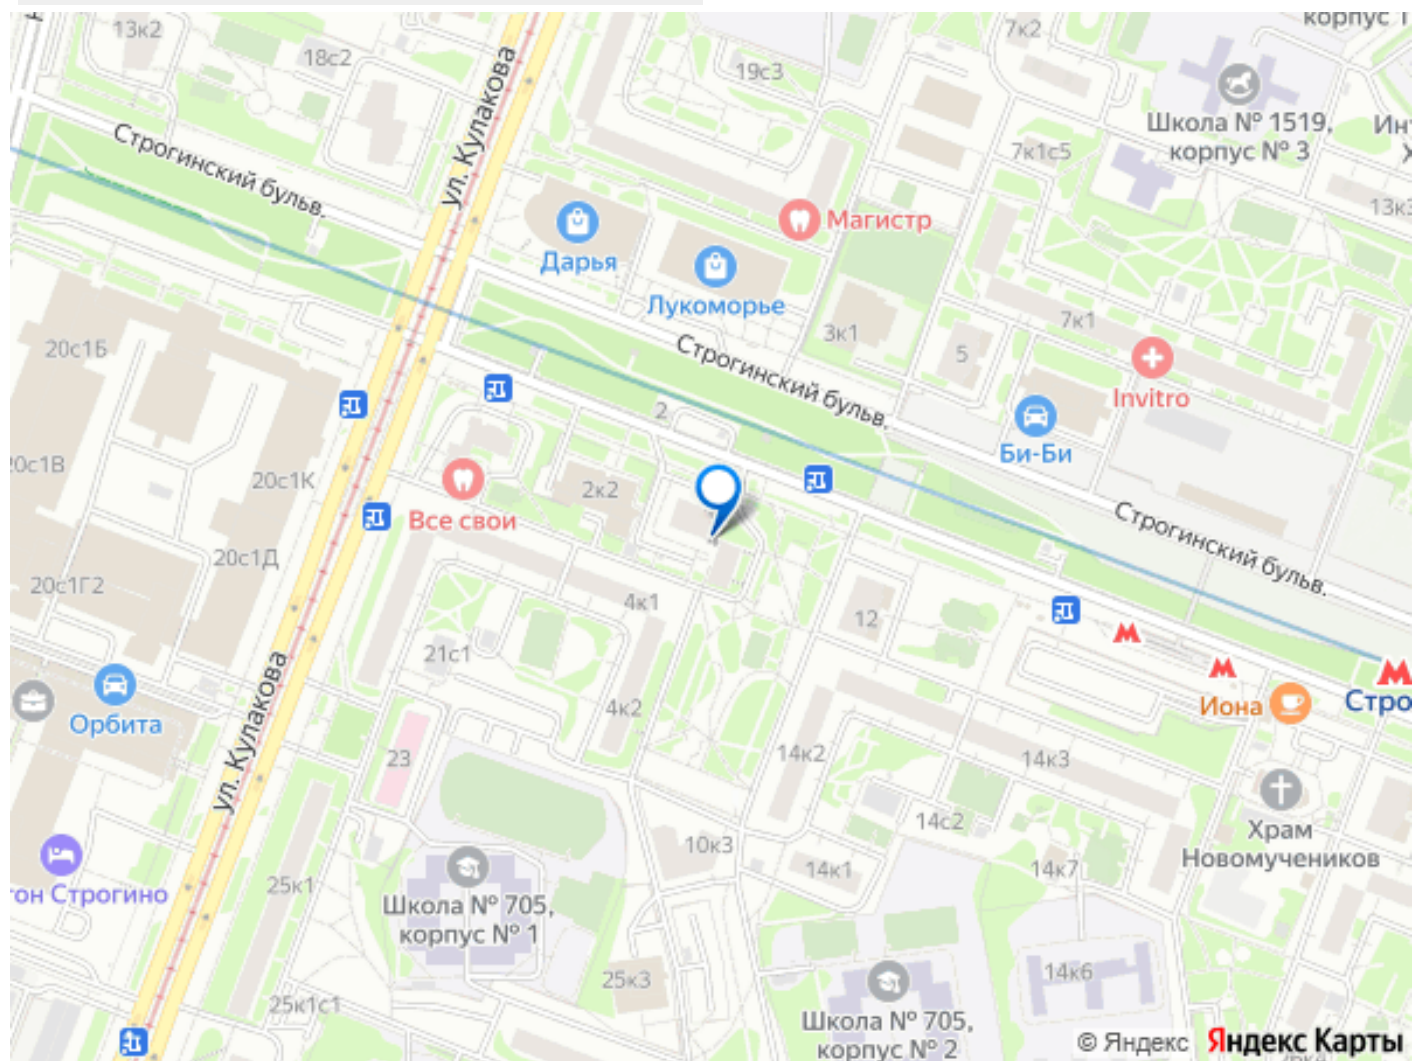 корпус 1
13к2
7к2
18с2
19с3
ул. Кулакова
Школа № 1519,
корпус № 3
Строгинский бульв.
7к1с5
13к3
Магистр
Дарья
Лукоморье
7к1
3к1
5
20с1Б
Строгинский бульв.
Invitro
2
Би-Би
20с1В
20с1К
2к2
Все свои
Строгинский бульв.
20с1Д
20с1Г2
4к1
12
21с1
ул. Кулакова
4к2
Иона
Стро
Орбита
23
14к2
14к3
14с2
Храм
Новомучеников
10к3
14к1
14к7
25к1
тон Строгино
Школа № 705,
корпус № 1
25к3
14к6
25к1с1
Школа № 705,
корпус № 2
© Яндекс Яндекс Карты